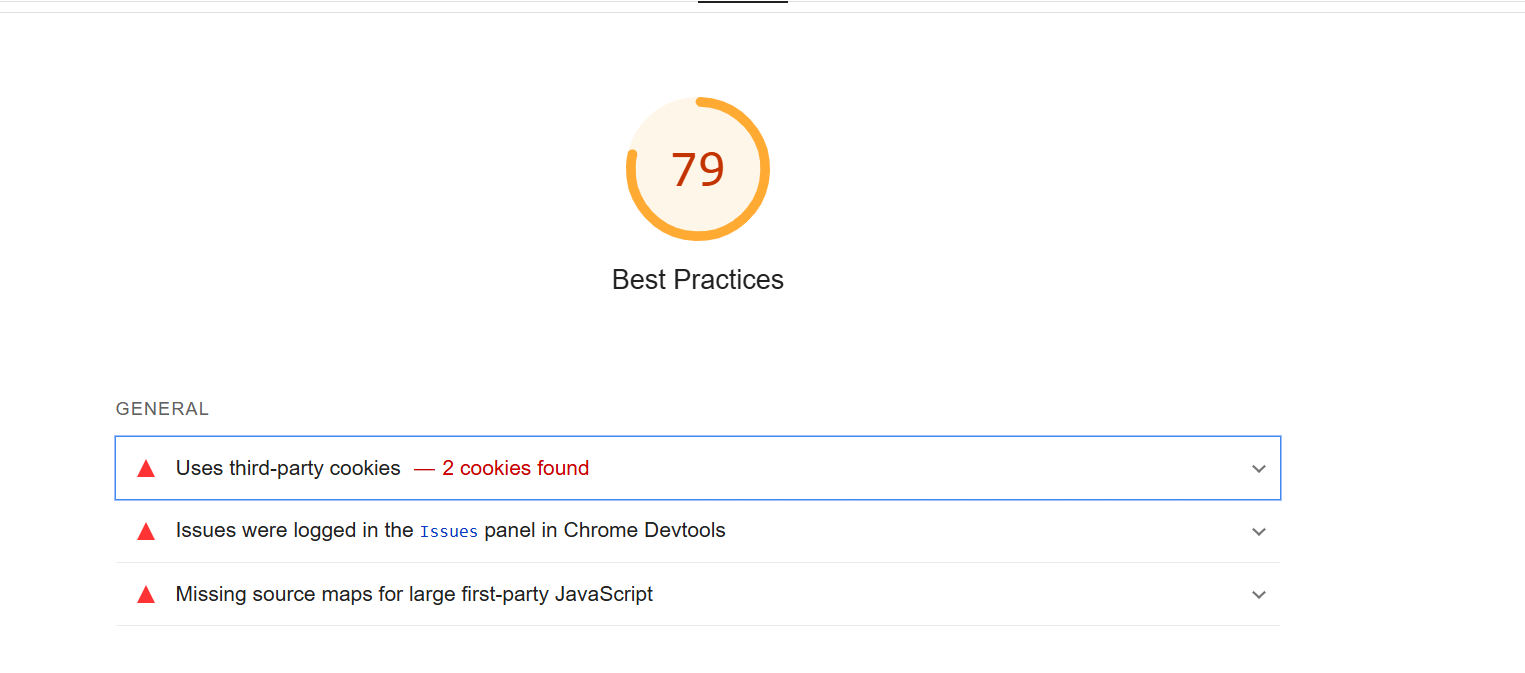 79
Best Practices
GENERAL
Uses third-party cookies — 2 cookies found
Issues were logged in the Issues panel in Chrome Devtools
Missing source maps for large first-party JavaScript